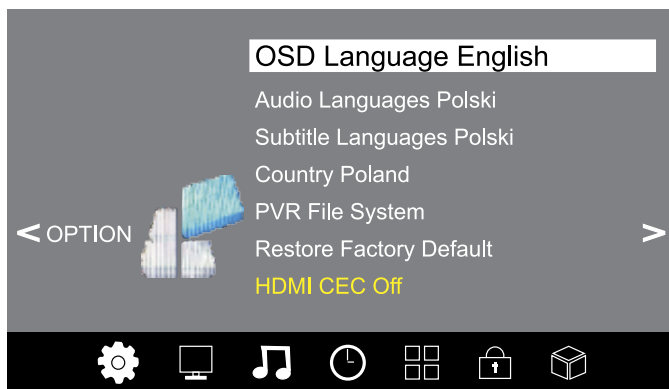 OSD Language English
Audio Languages Polski
Subtitle Languages Polski
Country Poland
< OPTION
PVR File System
>
Restore Factory Default
HDMI CEC Off